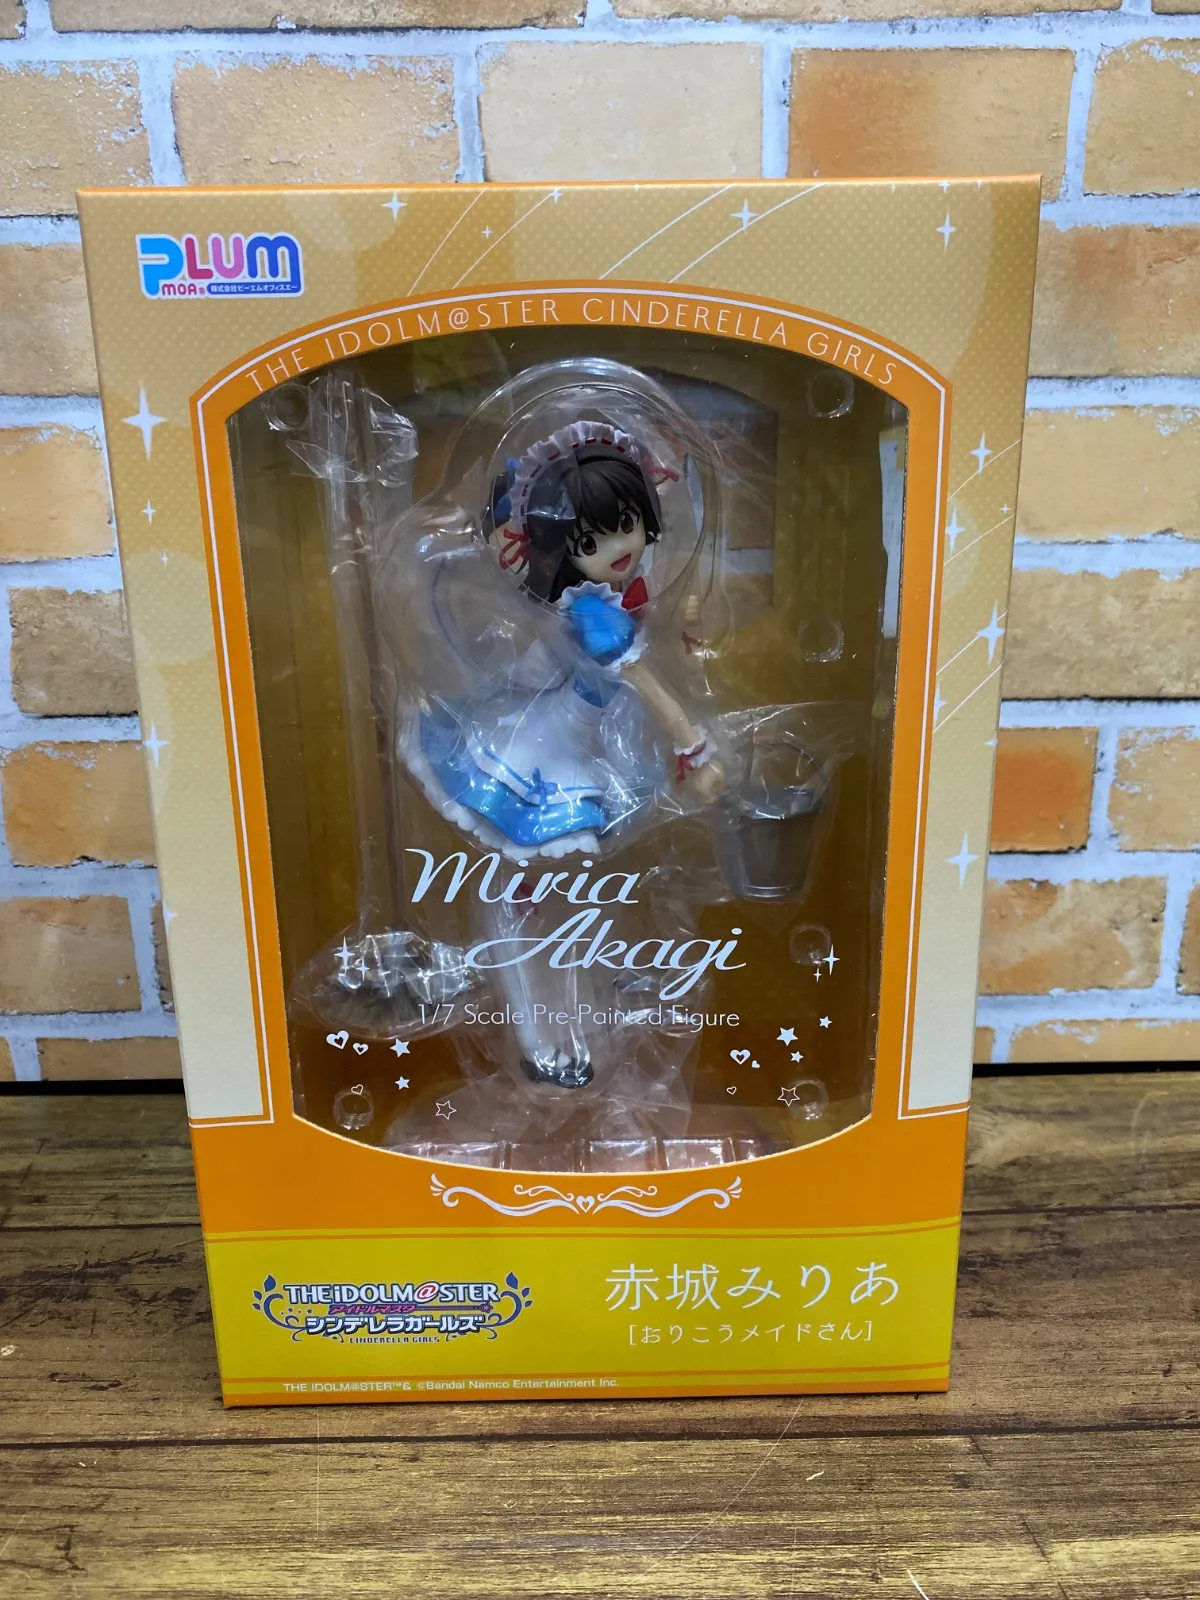 PLUM
PMOA® 株式会社ピーエムオフィスエー
THE IDOLM@STER CINDERELLA GIRLS
Miria
Akagi
1/7 Scale Pre-Painted Figure
THE iDOLM@STER
アイドルマスター
シンデレラガールズ
CINDERELLA GIRLS
赤城みりあ
[おりこうメイドさん]
THE IDOLM@STER™& ©Bandai Namco Entertainment Inc.